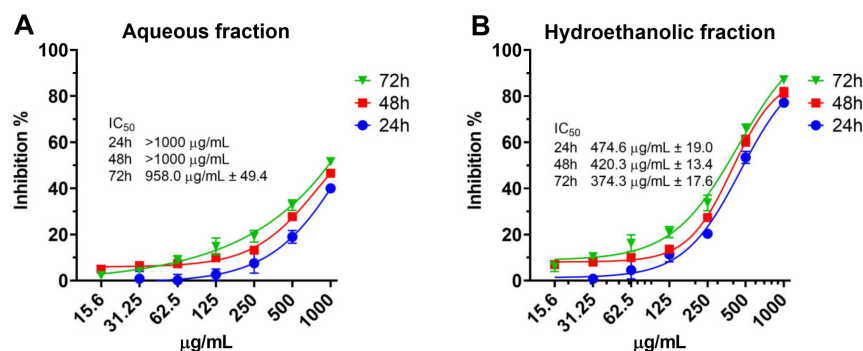 A
Aqueous fraction
Inhibition %
100
80
60
40
20
0
IC50
24h >1000 μg/mL
48h >1000 μg/mL
72h 958.0 μg/mL ± 49.4
72h
48h
24h
15.6 31.25 62.5 125 250 500 1000
μg/mL
B
Hydroethanolic fraction
Inhibition %
100
80
60
40
20
0
IC50
24h 474.6 μg/mL ± 19.0
48h 420.3 μg/mL ± 13.4
72h 374.3 μg/mL ± 17.6
72h
48h
24h
15.6 31.25 62.5 125 250 500 1000
μg/mL